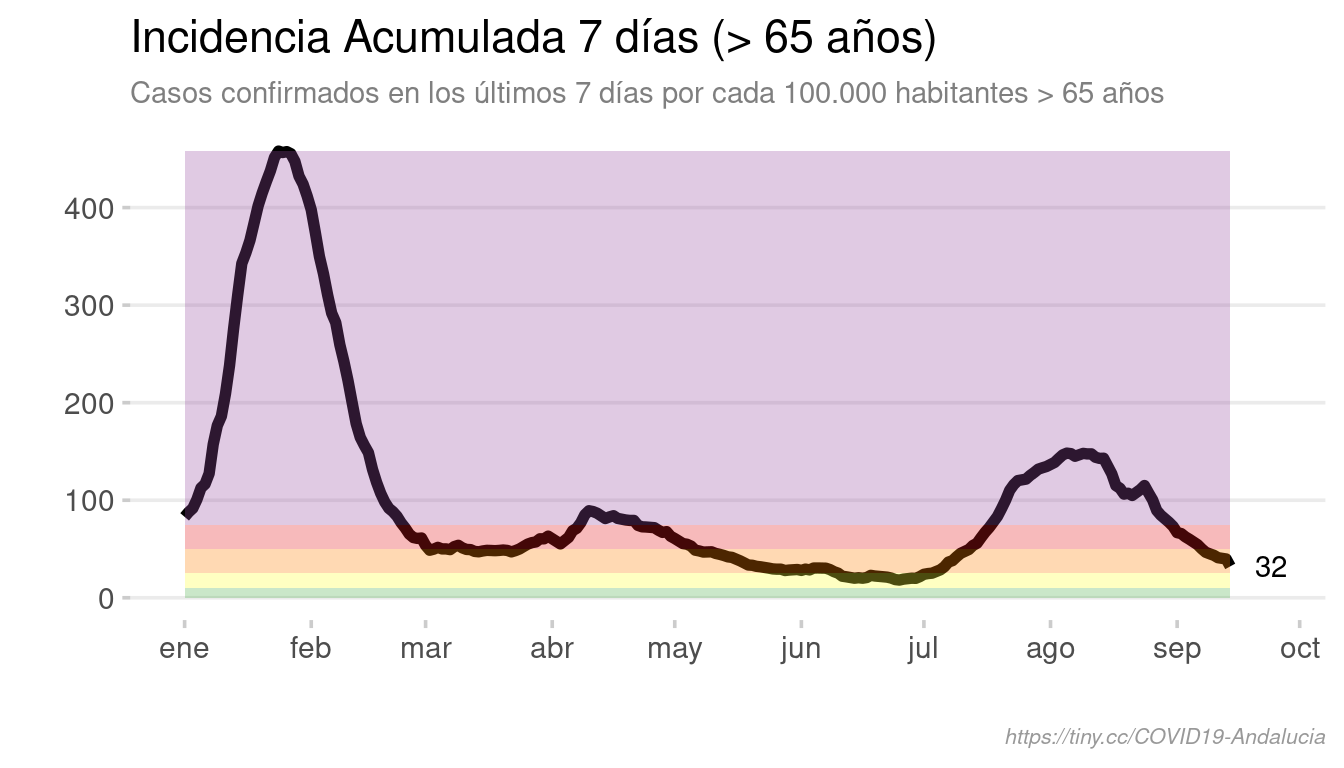 Incidencia Acumulada 7 días (> 65 años)
Casos confirmados en los últimos 7 días por cada 100.000 habitantes > 65 años
400
300
200
100
0
32
ene feb mar abr may jun jul ago sep oct
https://tiny.cc/COVID19-Andalucia